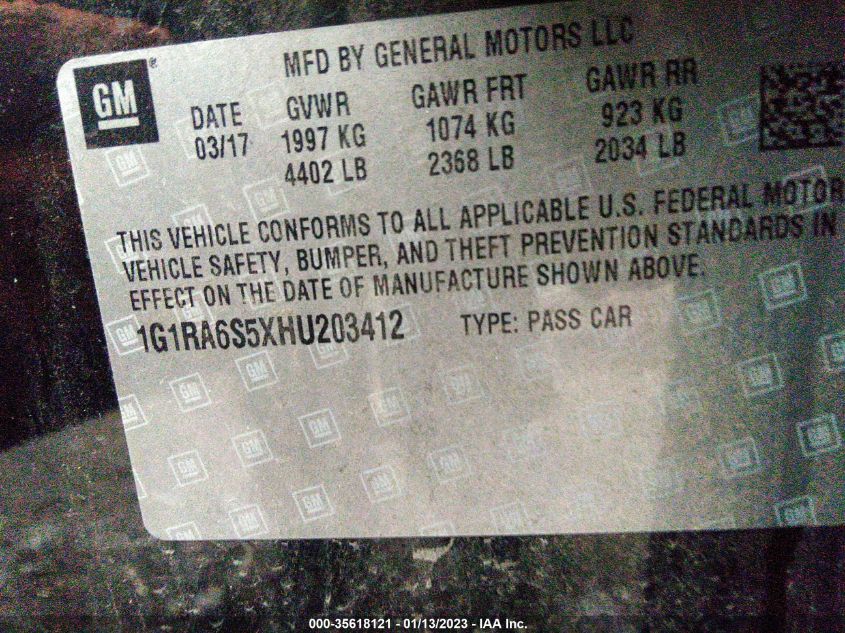 MFD BY GENERAL MOTORS LLC
GM ®
DATE GVWR GAWR FRT GAWR RR
03/17 1997 KG 1074 KG 923 KG
4402 LB 2368 LB 2034 LB
THIS VEHICLE CONFORMS TO ALL APPLICABLE U.S. FEDERAL MOTOR
VEHICLE SAFETY, BUMPER, AND THEFT PREVENTION STANDARDS IN
EFFECT ON THE DATE OF MANUFACTURE SHOWN ABOVE.
1G1RA6S5XHU203412 TYPE: PASS CAR
000-35618121 - 01/13/2023 - IAA Inc.